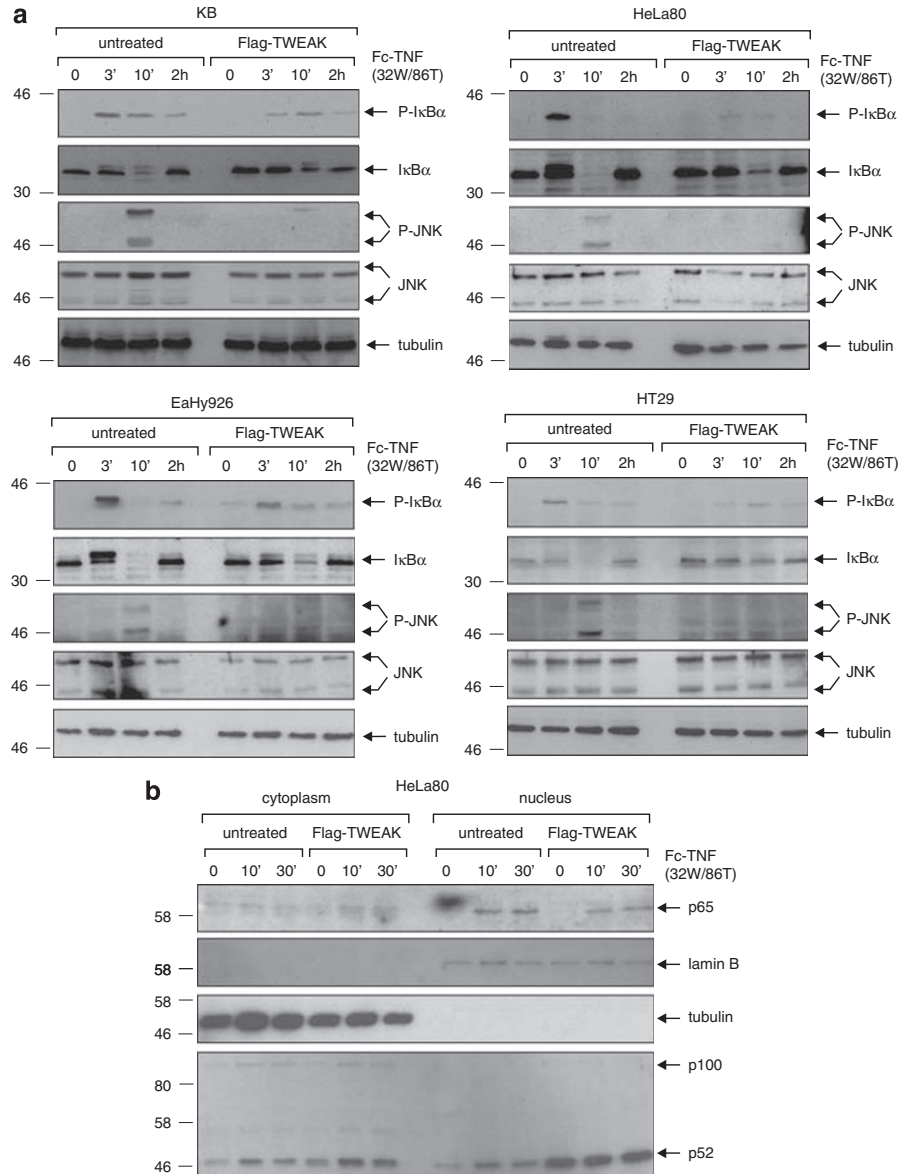 a
KB
untreated Flag-TWEAK
0 3' 10' 2h 0 3' 10' 2h Fc-TNF (32W/86T)
46
P-IκBα
IκBα
30
P-JNK
46
JNK
46
tubulin
46
HeLa80
untreated Flag-TWEAK
0 3' 10' 2h 0 3' 10' 2h Fc-TNF (32W/86T)
46
P-IκBα
IκBα
30
P-JNK
46
JNK
46
tubulin
46
EaHy926
untreated Flag-TWEAK
0 3' 10' 2h 0 3' 10' 2h Fc-TNF (32W/86T)
46
P-IκBα
IκBα
30
P-JNK
46
JNK
46
tubulin
46
HT29
untreated Flag-TWEAK
0 3' 10' 2h 0 3' 10' 2h Fc-TNF (32W/86T)
46
P-IκBα
IκBα
30
P-JNK
46
JNK
46
tubulin
46
b
HeLa80
cytoplasm nucleus
untreated Flag-TWEAK untreated Flag-TWEAK
0 10' 30' 0 10' 30' 0 10' 30' 0 10' 30' Fc-TNF (32W/86T)
58 p65
58 lamin B
58
tubulin
46
p100
80
58
p52
46